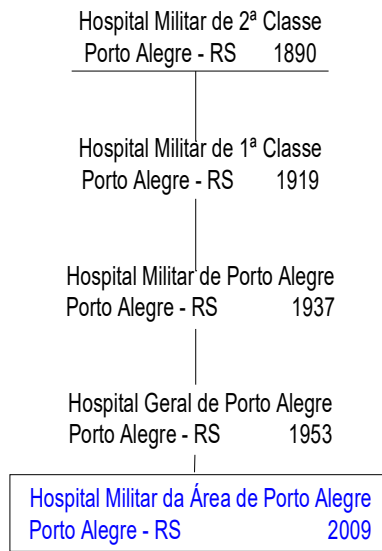 Hospital Militar de 2ª Classe
Porto Alegre - RS 1890
Hospital Militar de 1ª Classe
Porto Alegre - RS 1919
Hospital Militar de Porto Alegre
Porto Alegre - RS 1937
Hospital Geral de Porto Alegre
Porto Alegre - RS 1953
Hospital Militar da Área de Porto Alegre
Porto Alegre - RS 2009